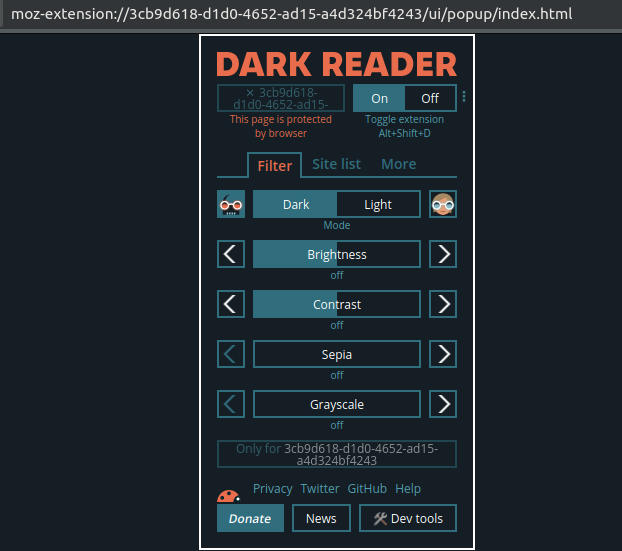 moz-extension://3cb9d618-d1d0-4652-ad15-a4d324bf4243/ui/popup/index.html
DARK READER
× 3cb9d618-
d1d0-4652-ad15-
On
Off
This page is protected
by browser
Toggle extension
Alt+Shift+D
Filter
Site list
More
Dark
Light
Mode
Brightness
off
Contrast
off
Sepia
off
Grayscale
off
Only for 3cb9d618-d1d0-4652-ad15-
a4d324bf4243
Privacy Twitter GitHub Help
Donate
News
🛠 Dev tools